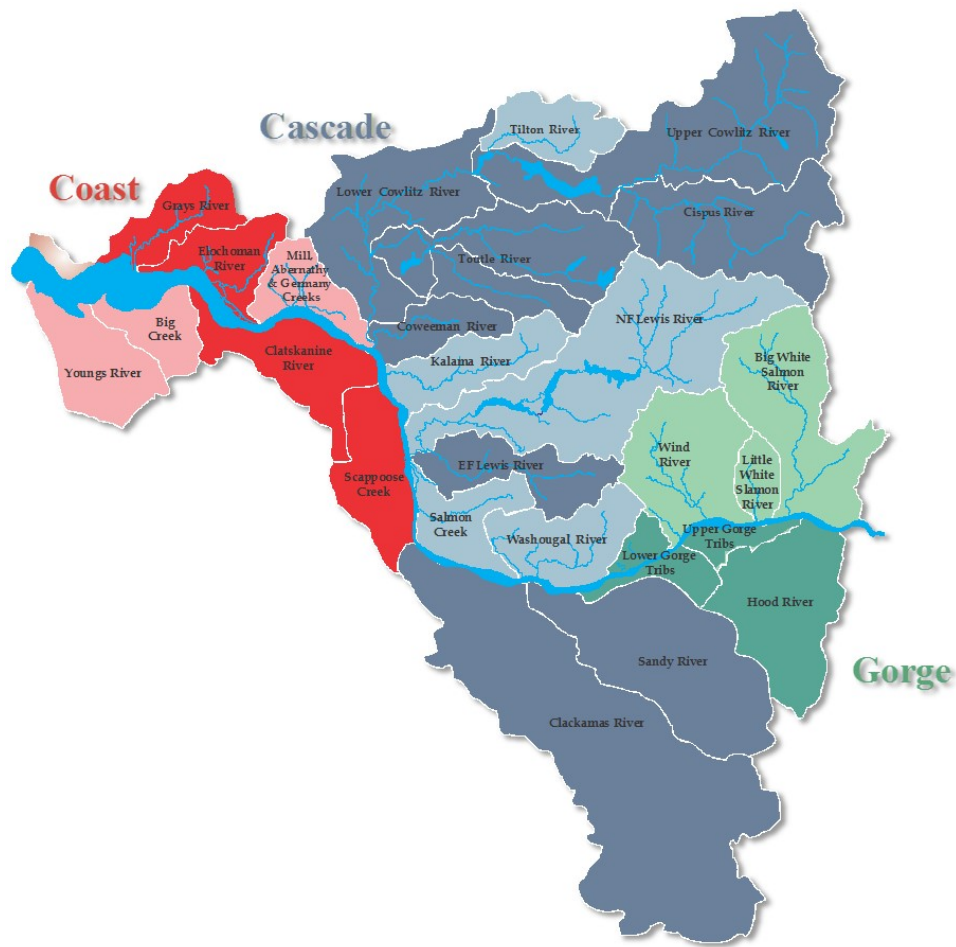 Cascade
Coast
Gorge
Tilton River
Upper Cowlitz River
Lower Cowlitz River
Cispus River
Grays River
Elochoman
River
Mill,
Abernathy
& Germany
Creeks
Toutle River
Coweeman River
NF Lewis River
Kalama River
Big
Creek
Youngs River
Clatskanine
River
Big White
Salmon
River
Scappoose
Creek
EF Lewis River
Wind
River
Little
White
Slamon
River
Salmon
Creek
Washougal River
Upper Gorge
Tribs
Lower Gorge
Tribs
Hood River
Sandy River
Clackamas River